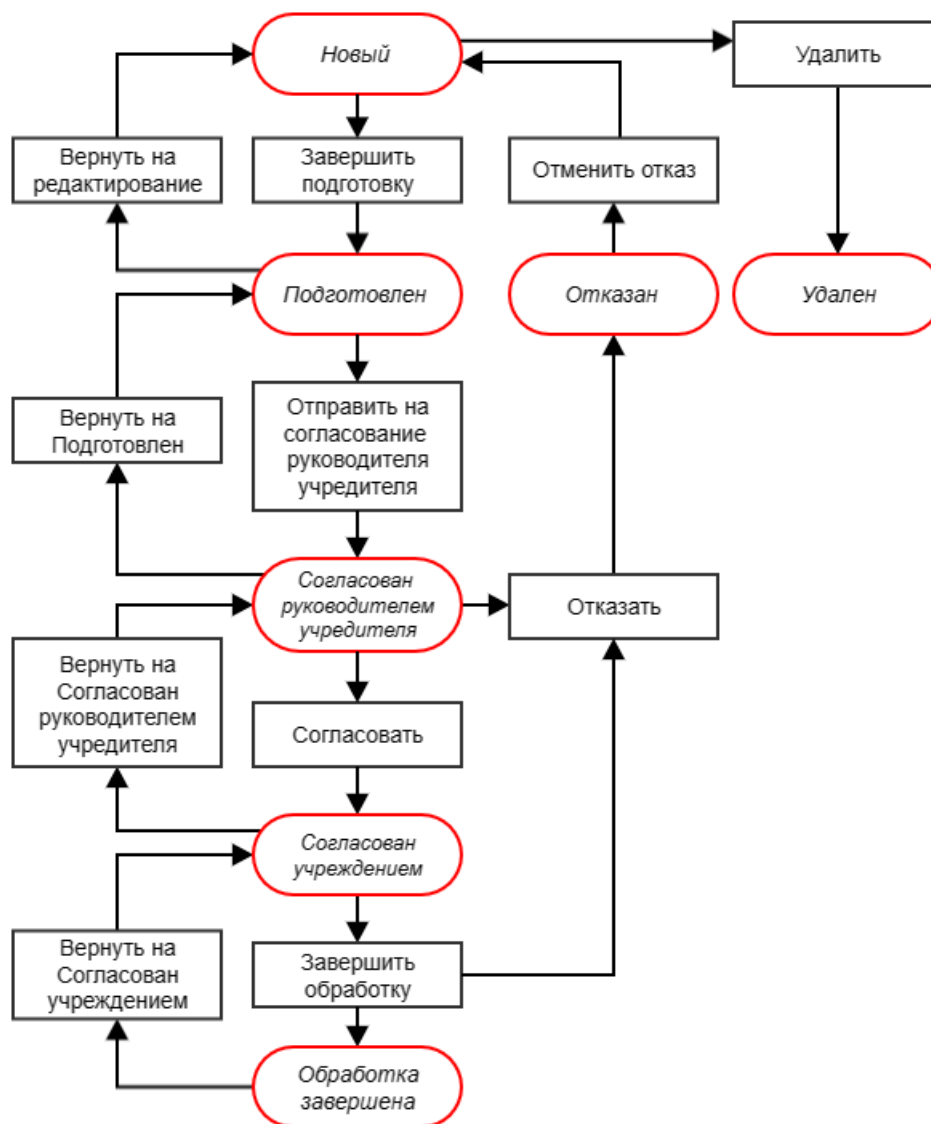 Новый
Удалить
Вернуть на
редактирование
Завершить
подготовку
Отменить отказ
Подготовлен
Отказан
Удален
Вернуть на
Подготовлен
Отправить на
согласование
руководителя
учредителя
Согласован
руководителем
учредителя
Отказать
Вернуть на
Согласован
руководителем
учредителя
Согласовать
Согласован
учреждением
Вернуть на
Согласован
учреждением
Завершить
обработку
Обработка
завершена